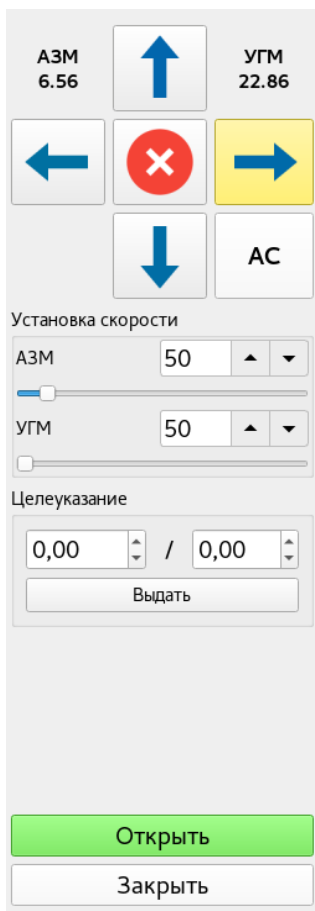 АЗМ
6.56
УГМ
22.86
АС
Установка скорости
АЗМ
50
УГМ
50
Целеуказание
0,00 / 0,00
Выдать
Открыть
Закрыть